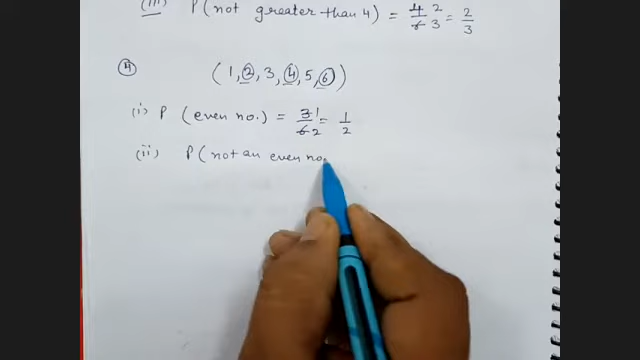 (iii) P(not greater than 4) = 4/6 2/3 = 2/3
(4) (1, 2, 3, 4, 5, 6)
(i) P (even no.) = 3/6 1/2 = 1/2
(ii) P(not an even no.